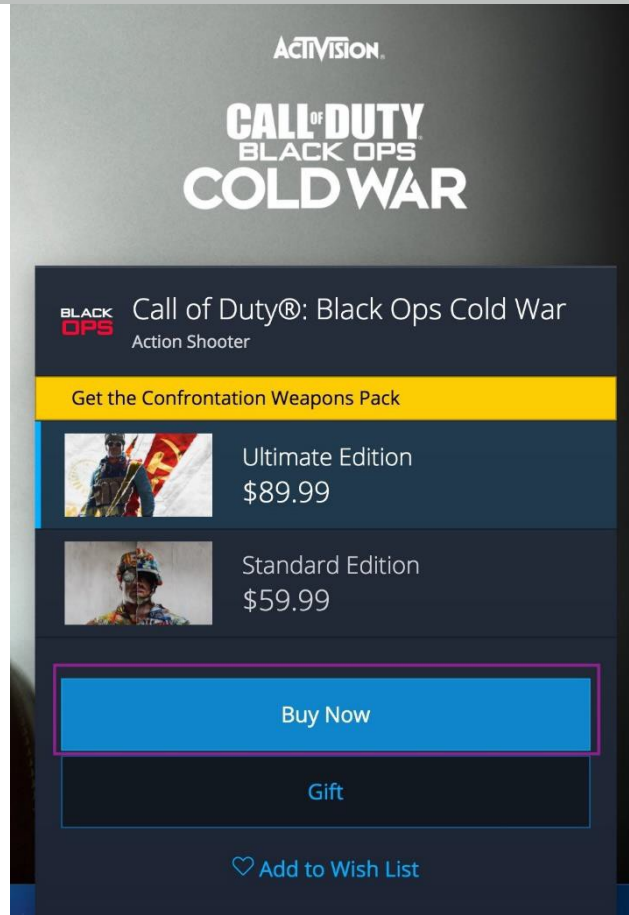 ACTIVISION.
CALL OF DUTY
BLACK OPS
COLD WAR
BLACK
OPS
Call of Duty®: Black Ops Cold War
Action Shooter
Get the Confrontation Weapons Pack
Ultimate Edition
$89.99
Standard Edition
$59.99
Buy Now
Gift
Add to Wish List